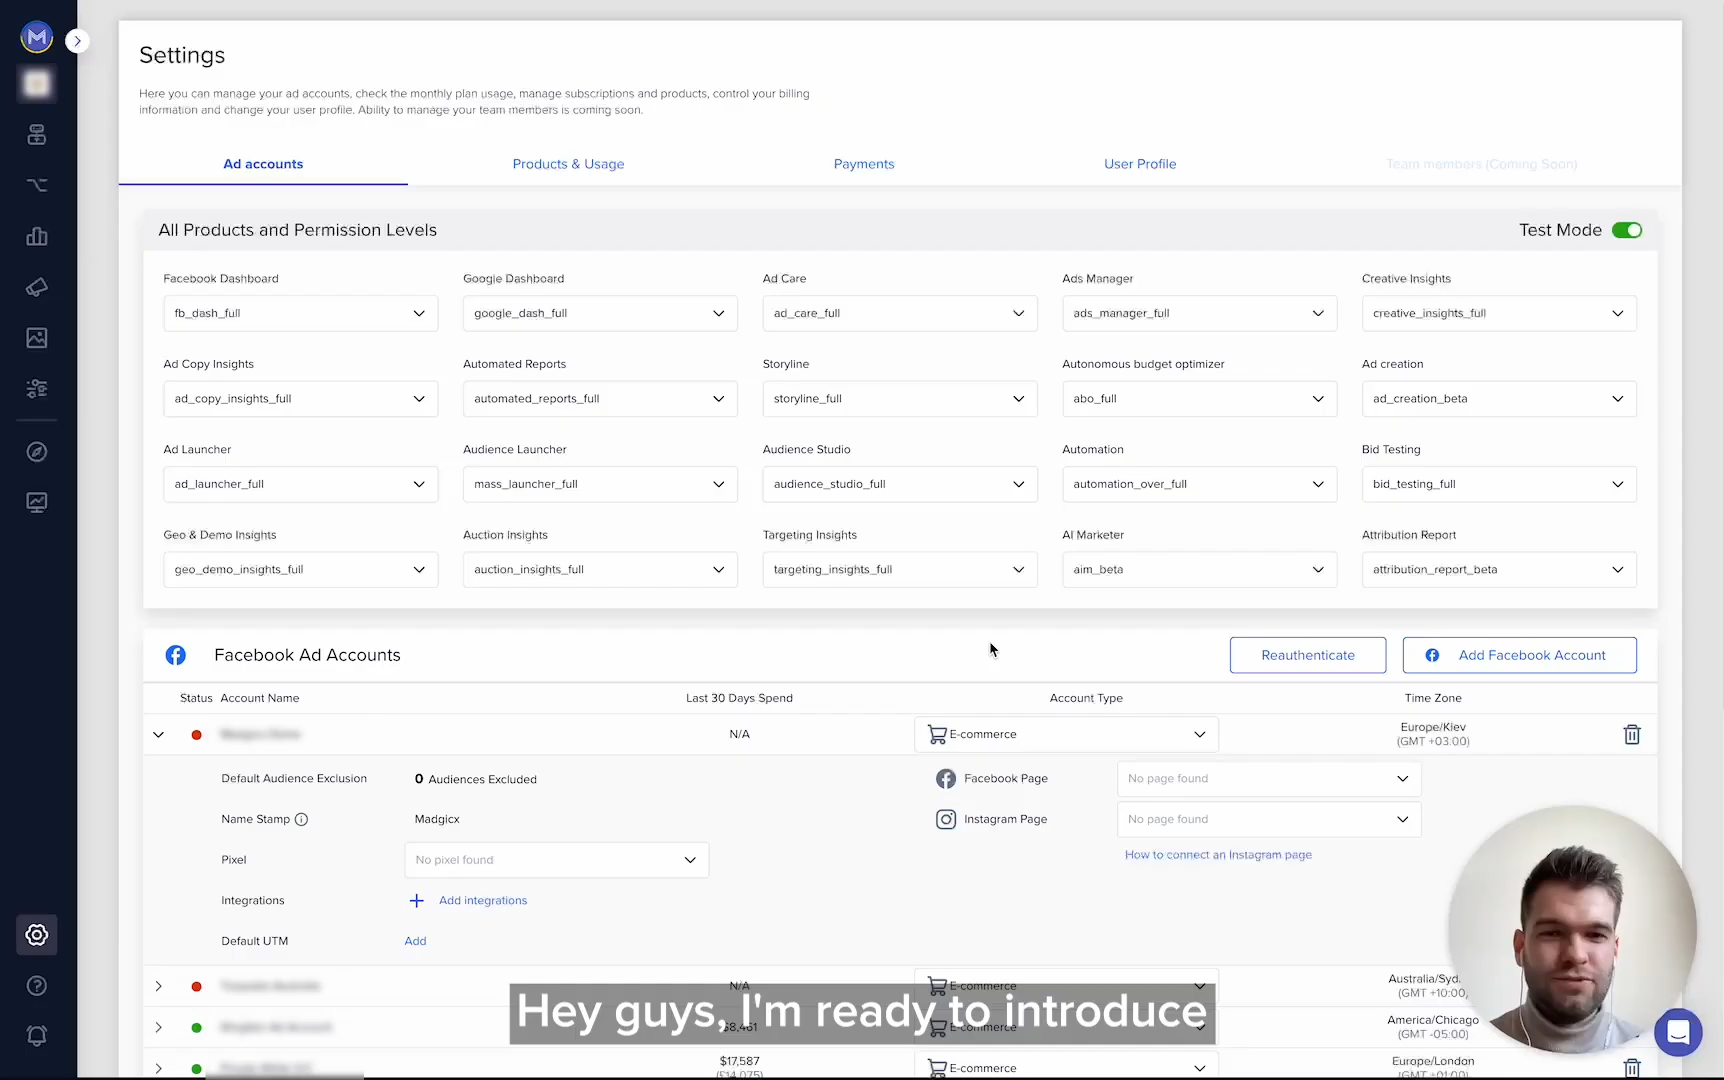 Settings
Here you can manage your ad accounts, check the monthly plan usage, manage subscriptions and products, control your billing
information and change your user profile. Ability to manage your team members is coming soon.
Ad accounts Products & Usage Payments User Profile Team members (Coming Soon)
All Products and Permission Levels Test Mode
Facebook Dashboard Google Dashboard Ad Care Ads Manager Creative Insights
fb_dash_full google_dash_full ad_care_full ads_manager_full creative_insights_full
Ad Copy Insights Automated Reports Storyline Autonomous budget optimizer Ad creation
ad_copy_insights_full automated_reports_full storyline_full abo_full ad_creation_beta
Ad Launcher Audience Launcher Audience Studio Automation Bid Testing
ad_launcher_full mass_launcher_full audience_studio_full automation_over_full bid_testing_full
Geo & Demo Insights Auction Insights Targeting Insights AI Marketer Attribution Report
geo_demo_insights_full auction_insights_full targeting_insights_full aim_beta attribution_report_beta
Facebook Ad Accounts Reauthenticate Add Facebook Account
Status Account Name Last 30 Days Spend Account Type Time Zone
N/A E-commerce Europe/Kiev
(GMT +03:00)
Default Audience Exclusion 0 Audiences Excluded Facebook Page No page found
Name Stamp Madgicx Instagram Page No page found
How to connect an Instagram page
Pixel No pixel found
Integrations Add integrations
Default UTM Add
N/A E-commerce Australia/Syd.
(GMT +10:00)
Hey guys, I'm ready to introduce
E-commerce America/Chicago
(GMT -05:00)
$17,587 E-commerce Europe/London
(£14,075) (GMT +01:00)